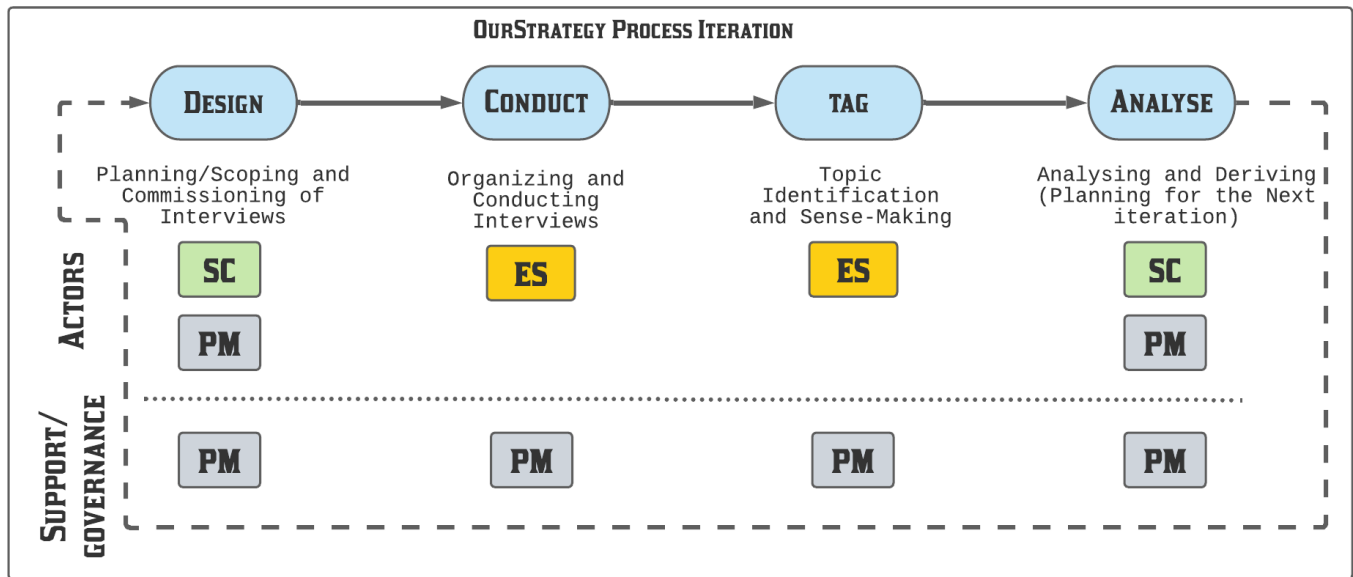 OurStrategy Process Iteration
Design
Conduct
TAG
Analyse
Planning/Scoping and
Commissioning of
Interviews
Organizing and
Conducting
Interviews
Topic
Identification
and Sense-Making
Analysing and Deriving
(Planning for the Next
iteration)
Actors
SC
ES
ES
SC
PM
PM
Support/
governance
PM
PM
PM
PM